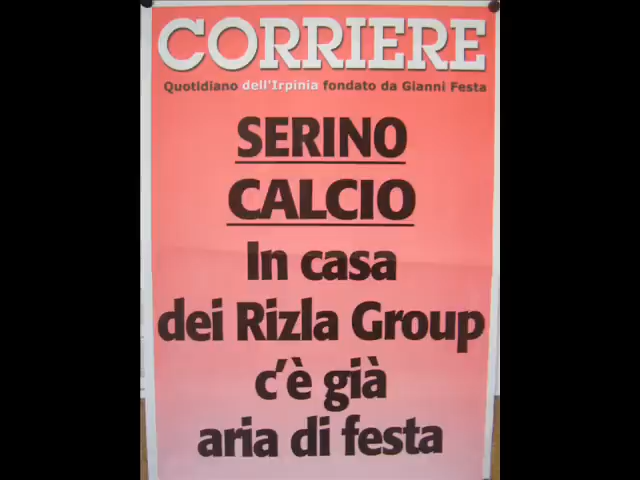 CORRIERE
Quotidiano dell'Irpinia fondato da Gianni Festa
SERINO
CALCIO
In casa
dei Rizla Group
c'è già
aria di festa